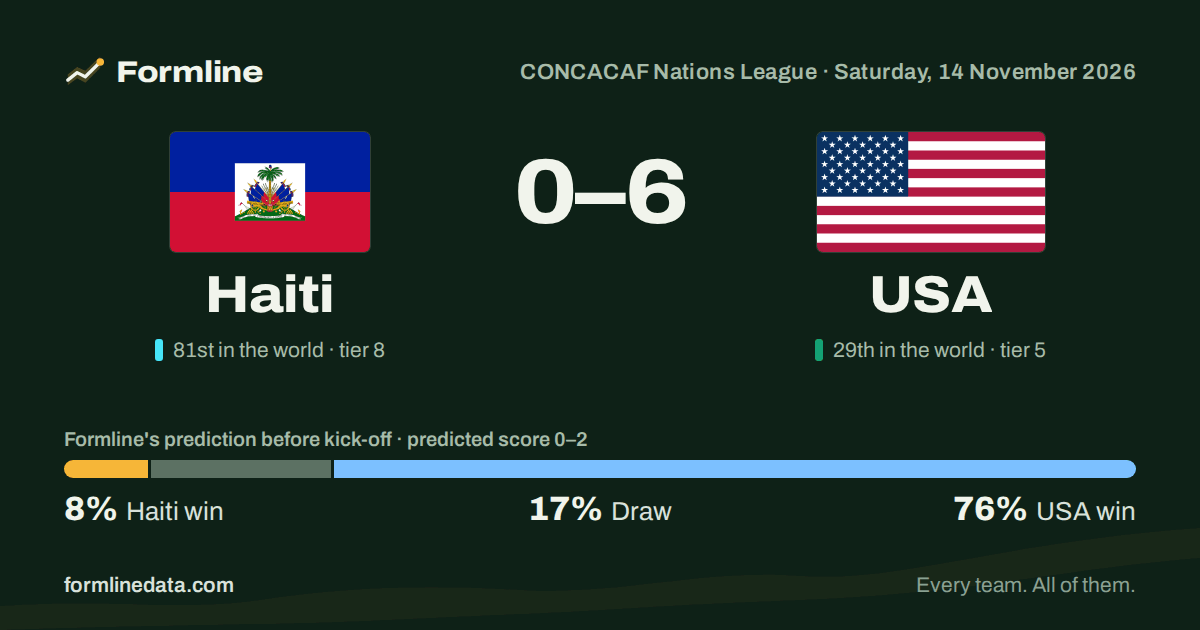 Formline
CONCACAF Nations League · Saturday, 14 November 2026
0–6
Haiti
USA
81st in the world · tier 8
29th in the world · tier 5
Formline's prediction before kick-off · predicted score 0–2
8% Haiti win
17% Draw
76% USA win
formlinedata.com
Every team. All of them.